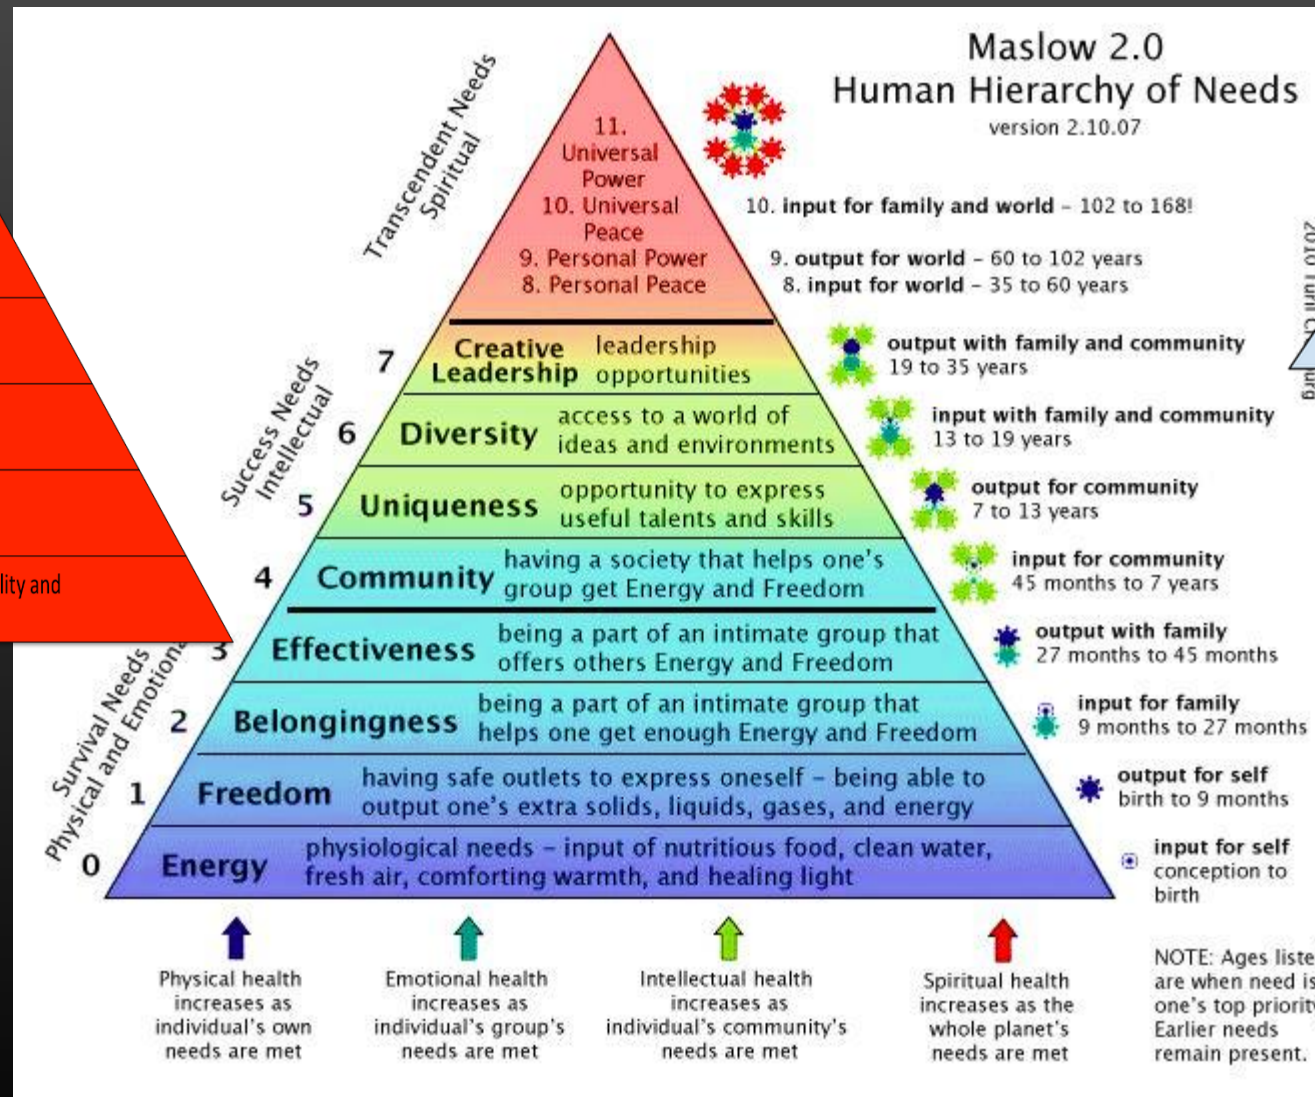 Maslow 2.0
Human Hierarchy of Needs
version 2.10.07
Transcendent Needs
Spiritual
11.
Universal
Power
10. Universal
Peace
9. Personal Power
8. Personal Peace
10. input for family and world – 102 to 168!
9. output for world – 60 to 102 years
8. input for world – 35 to 60 years
Success Needs
Intellectual
7
Creative
Leadership
leadership
opportunities
output with family and community
19 to 35 years
6
Diversity
access to a world of
ideas and environments
input with family and community
13 to 19 years
5
Uniqueness
opportunity to express
useful talents and skills
output for community
7 to 13 years
4
Community
having a society that helps one's
group get Energy and Freedom
input for community
45 months to 7 years
lity and
Survival Needs
Physical and Emotiona
3
Effectiveness
being a part of an intimate group that
offers others Energy and Freedom
output with family
27 months to 45 months
2
Belongingness
being a part of an intimate group that
helps one get enough Energy and Freedom
input for family
9 months to 27 months
1
Freedom
having safe outlets to express oneself – being able to
output one's extra solids, liquids, gases, and energy
output for self
birth to 9 months
0
Energy
physiological needs – input of nutritious food, clean water,
fresh air, comforting warmth, and healing light
input for self
conception to
birth
Physical health
increases as
individual's own
needs are met
Emotional health
increases as
individual's group's
needs are met
Intellectual health
increases as
individual's community's
needs are met
Spiritual health
increases as the
whole planet's
needs are met
NOTE: Ages liste
are when need is
one's top priority
Earlier needs
remain present.
2010